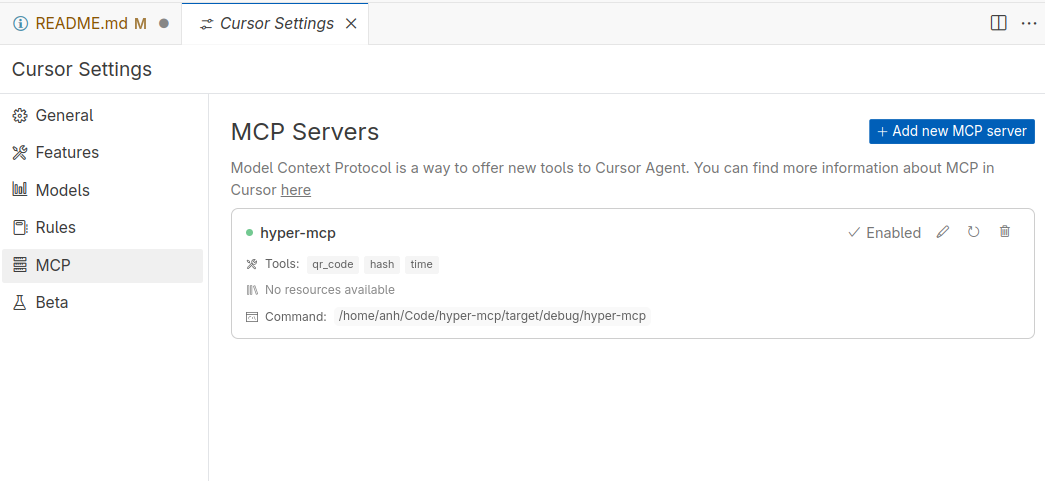 README.md M
Cursor Settings
Cursor Settings
General
Features
Models
Rules
MCP
Beta
MCP Servers
+ Add new MCP server
Model Context Protocol is a way to offer new tools to Cursor Agent. You can find more information about MCP in
Cursor here
hyper-mcp
Enabled
Tools: qr_code hash time
No resources available
Command: /home/anh/Code/hyper-mcp/target/debug/hyper-mcp